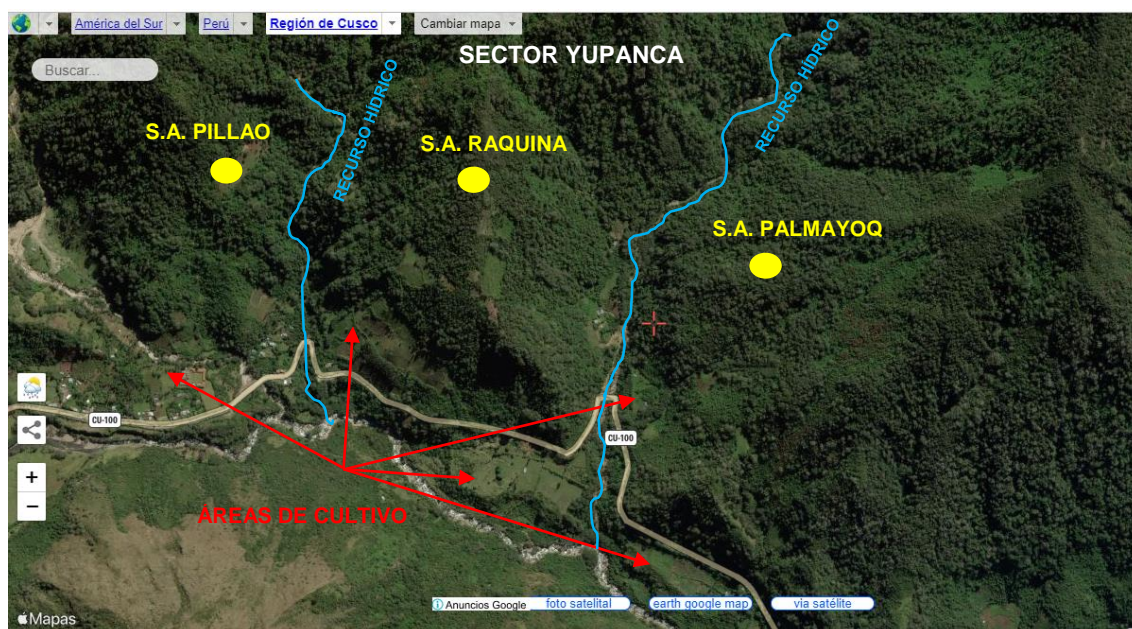 América del Sur
Perú
Región de Cusco
Cambiar mapa
Buscar...
SECTOR YUPANCA
RECURSO HÍDRICO
RECURSO HÍDRICO
S.A. PILLAO
S.A. RAQUINA
S.A. PALMAYOQ
CU-100
CU-100
+
−
ÁREAS DE CULTIVO
Anuncios Google
foto satelital
earth google map
via satélite
Mapas